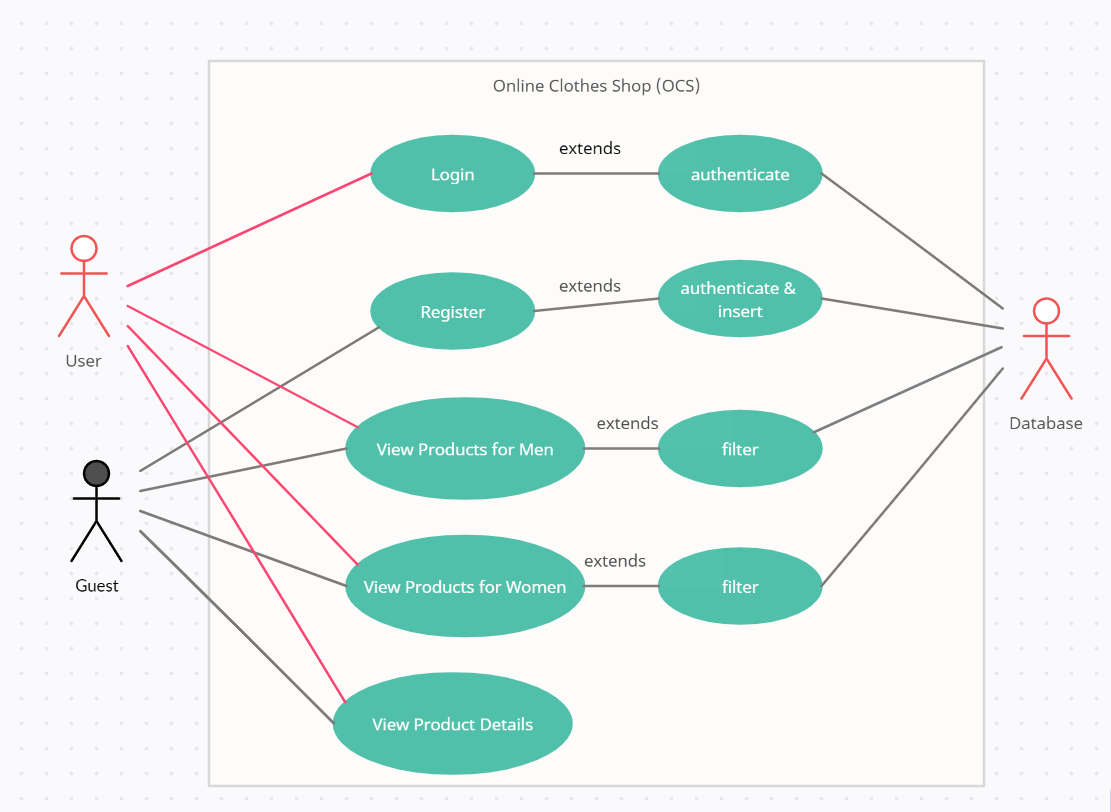 Online Clothes Shop (OCS)
Login
extends
authenticate
User
Register
extends
authenticate &
insert
Database
View Products for Men
extends
filter
Guest
View Products for Women
extends
filter
View Product Details